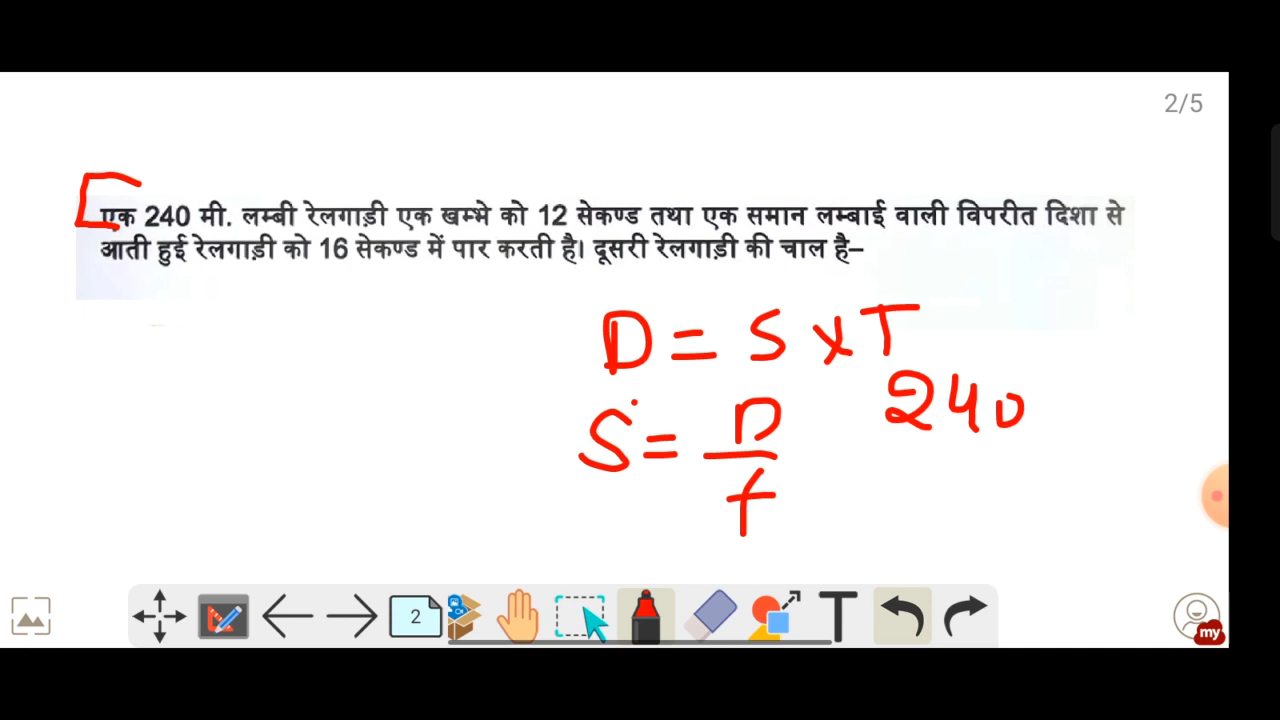 2/5
एक 240 मी. लम्बी रेलगाड़ी एक खम्भे को 12 सेकण्ड तथा एक समान लम्बाई वाली विपरीत दिशा से
आती हुई रेलगाड़ी को 16 सेकण्ड में पार करती है। दूसरी रेलगाड़ी की चाल है–
D = S x T
240
S = D
t
2
T
my